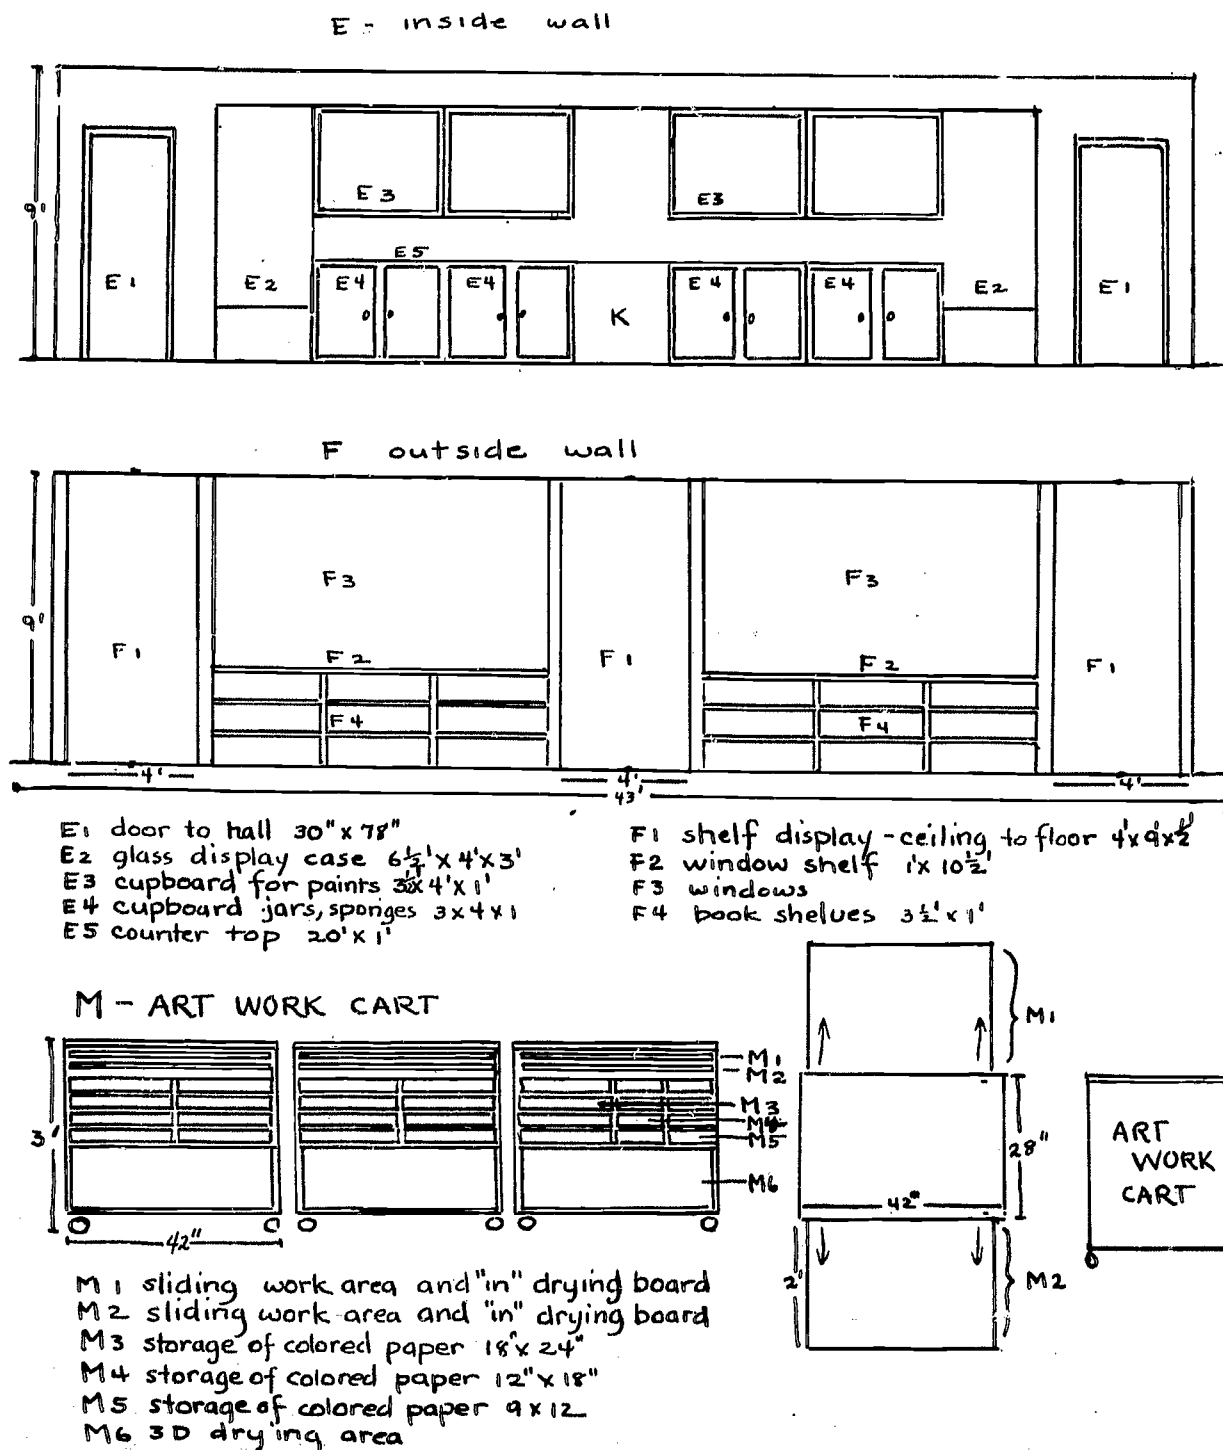 E - inside wall
9'
E1
E2
E3
E5
E4
E4
K
E3
E4
E4
E2
E1
F outside wall
9'
F1
F3
F2
F4
F1
F3
F2
F4
F1
4'
4'
4'
43'
E1 door to hall 30" x 78"
E2 glass display case 6½' x 4' x 3'
E3 cupboard for paints 3½' x 4' x 1'
E4 cupboard jars, sponges 3 x 4 x 1
E5 counter top 20' x 1'
F1 shelf display - ceiling to floor 4' x 9' x ½'
F2 window shelf 1' x 10½'
F3 windows
F4 book shelves 3½' x 1'
M - ART WORK CART
3'
42"
M1
M2
M3
M4
M5
M6
M1
28"
42"
2'
M2
ART
WORK
CART
M1 sliding work area and "in" drying board
M2 sliding work area and "in" drying board
M3 storage of colored paper 18" x 24"
M4 storage of colored paper 12" x 18"
M5 storage of colored paper 9 x 12
M6 3D drying area